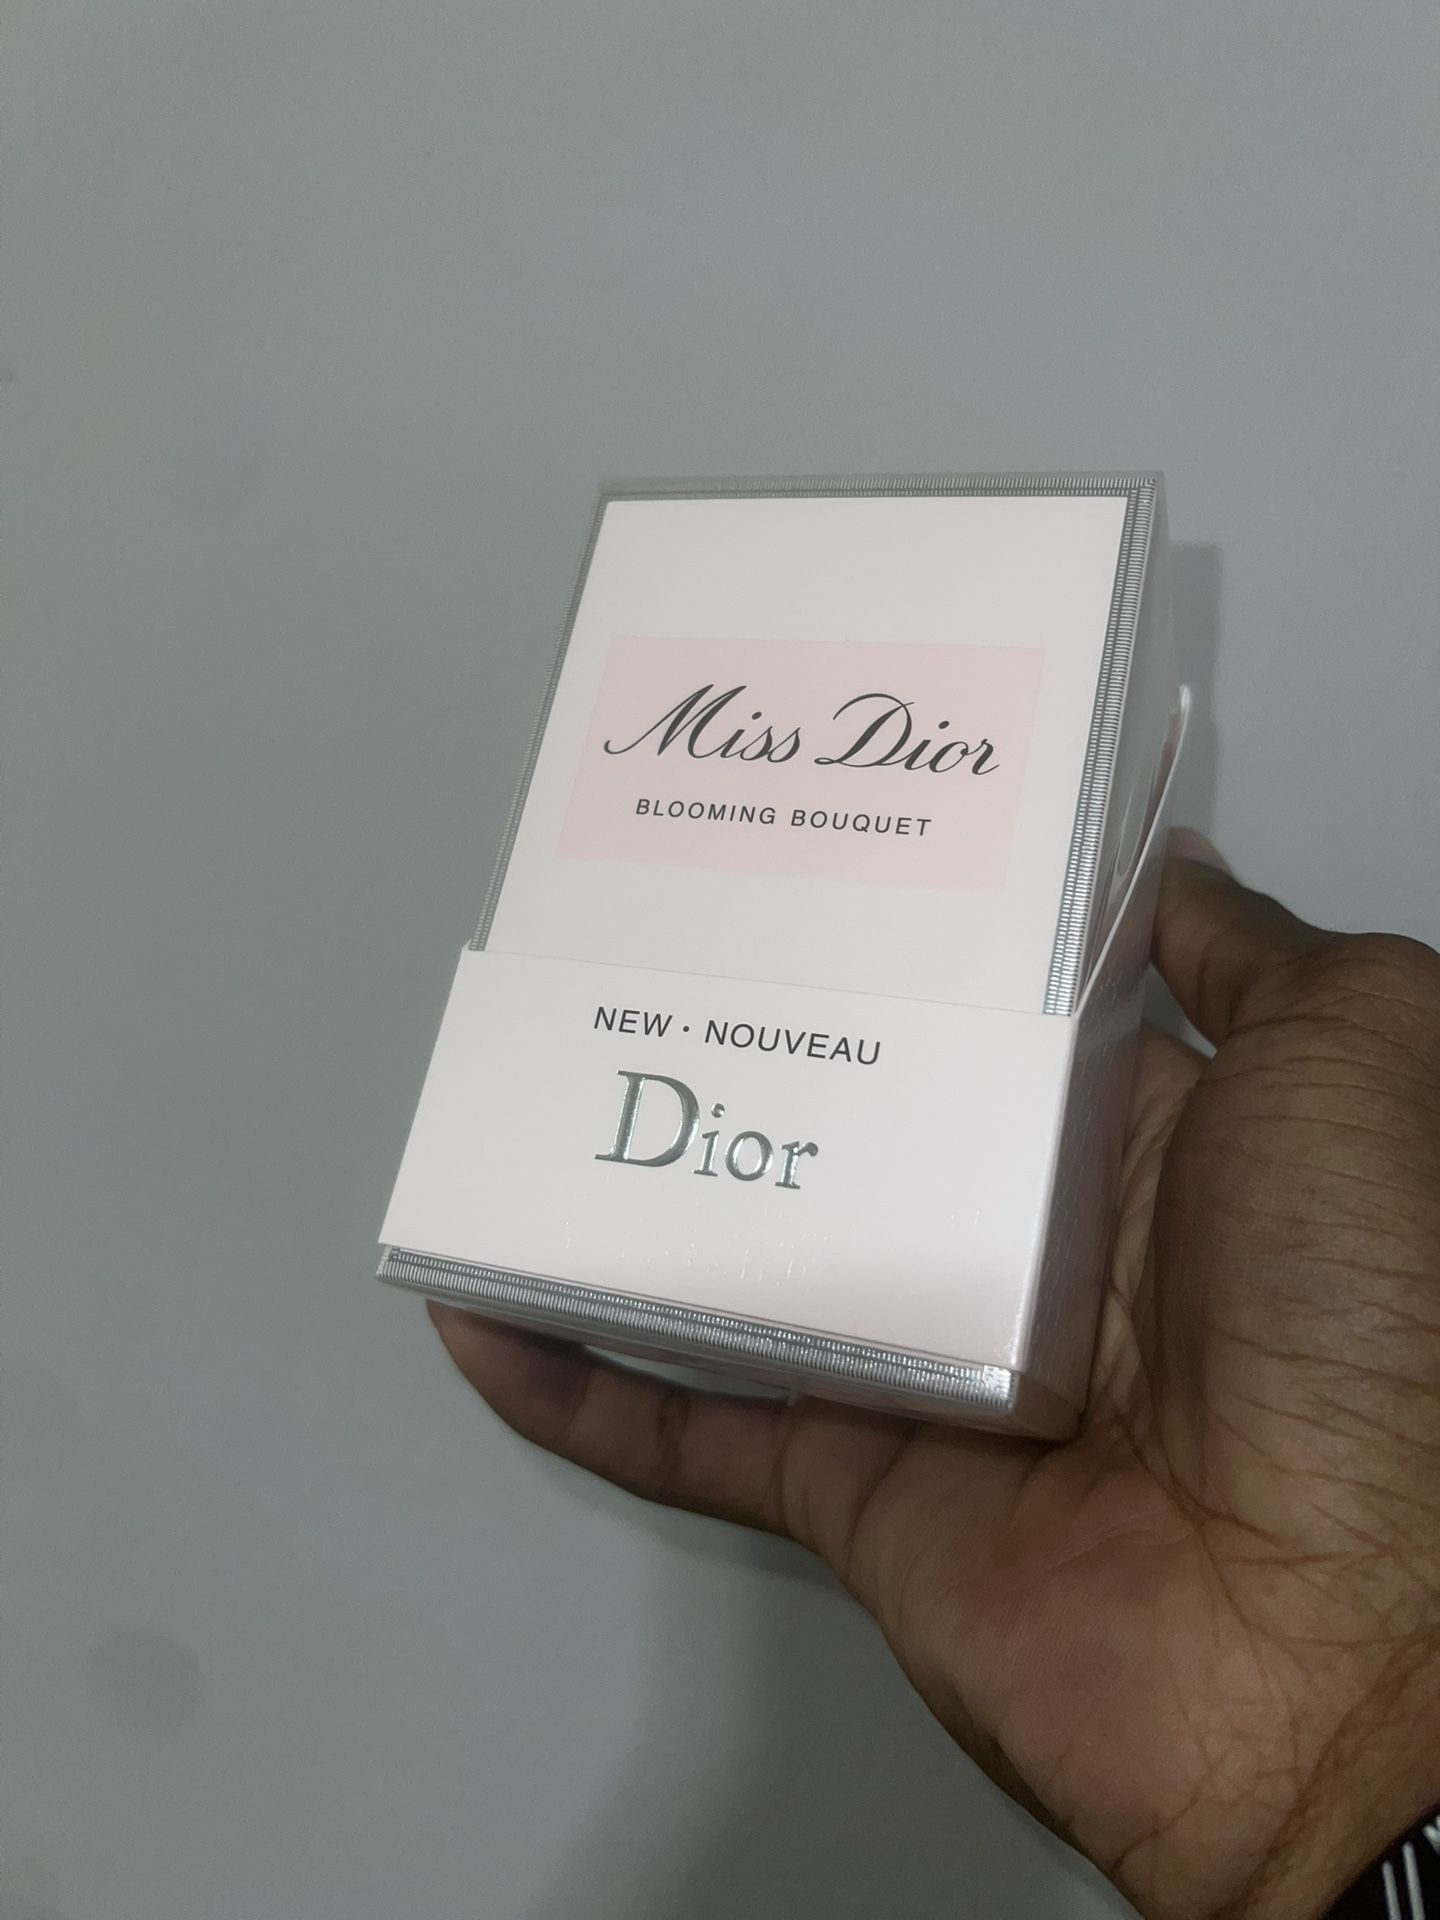 Miss Dior
BLOOMING BOUQUET
NEW · NOUVEAU
Dior